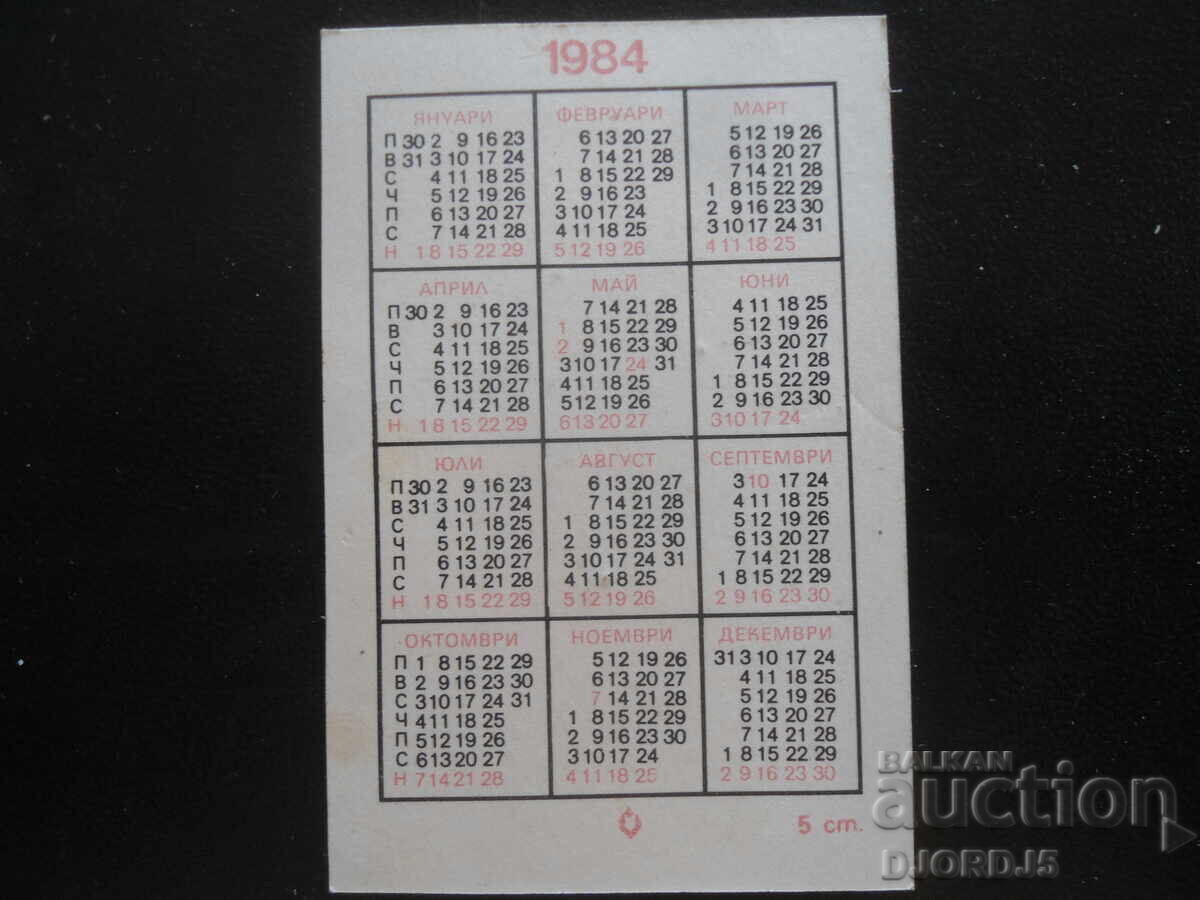 1984
ЯНУАРИ ФЕВРУАРИ МАРТ
П 30 2 9 16 23 6 13 20 27 5 12 19 26
В 31 3 10 17 24 7 14 21 28 6 13 20 27
С 4 11 18 25 1 8 15 22 29 7 14 21 28
Ч 5 12 19 26 2 9 16 23 1 8 15 22 29
П 6 13 20 27 3 10 17 24 2 9 16 23 30
С 7 14 21 28 4 11 18 25 3 10 17 24 31
Н 1 8 15 22 29 5 12 19 26 4 11 18 25
АПРИЛ МАЙ ЮНИ
П 30 2 9 16 23 7 14 21 28 4 11 18 25
В 3 10 17 24 1 8 15 22 29 5 12 19 26
С 4 11 18 25 2 9 16 23 30 6 13 20 27
Ч 5 12 19 26 3 10 17 24 31 7 14 21 28
П 6 13 20 27 4 11 18 25 1 8 15 22 29
С 7 14 21 28 5 12 19 26 2 9 16 23 30
Н 1 8 15 22 29 6 13 20 27 3 10 17 24
ЮЛИ АВГУСТ СЕПТЕМВРИ
П 30 2 9 16 23 6 13 20 27 3 10 17 24
В 31 3 10 17 24 7 14 21 28 4 11 18 25
С 4 11 18 25 1 8 15 22 29 5 12 19 26
Ч 5 12 19 26 2 9 16 23 30 6 13 20 27
П 6 13 20 27 3 10 17 24 31 7 14 21 28
С 7 14 21 28 4 11 18 25 1 8 15 22 29
Н 1 8 15 22 29 5 12 19 26 2 9 16 23 30
ОКТОМВРИ НОЕМВРИ ДЕКЕМВРИ
П 1 8 15 22 29 5 12 19 26 31 3 10 17 24
В 2 9 16 23 30 6 13 20 27 4 11 18 25
С 3 10 17 24 31 7 14 21 28 5 12 19 26
Ч 4 11 18 25 1 8 15 22 29 6 13 20 27
П 5 12 19 26 2 9 16 23 30 7 14 21 28
С 6 13 20 27 3 10 17 24 1 8 15 22 29
Н 7 14 21 28 4 11 18 25 2 9 16 23 30
5 ст.
BALKAN
auction
DJORDJ5